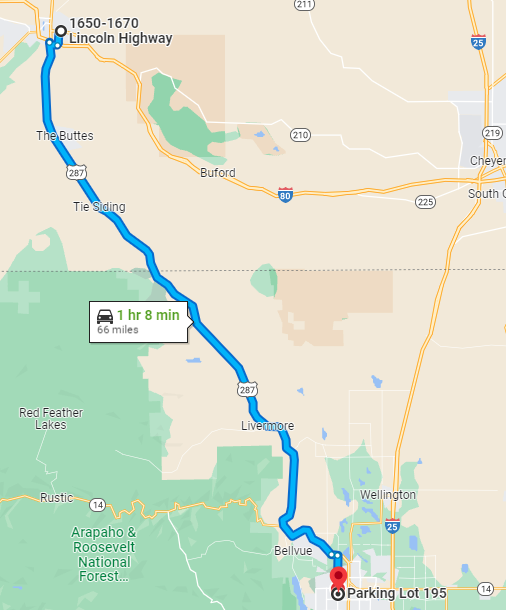 211
1650-1670
Lincoln Highway
25
The Buttes
210
219
287
Buford
Cheyer
80
South G
225
Tie Siding
1 hr 8 min
66 miles
287
Red Feather
Lakes
Livermore
Wellington
Rustic
14
25
Arapaho &
Roosevelt
National
Forest...
Bellvue
Parking Lot 195
14